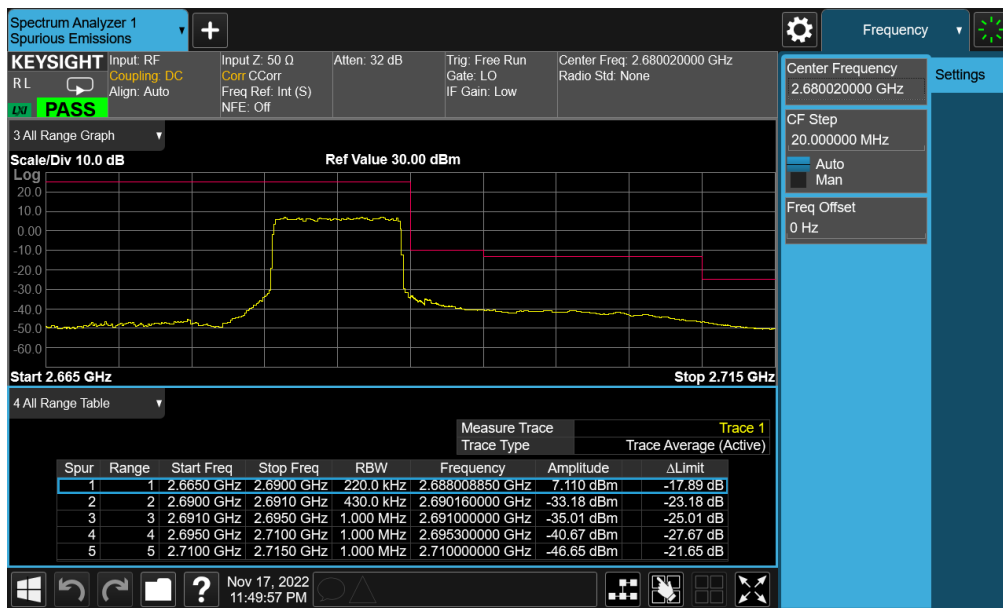 Spectrum Analyzer 1
Spurious Emissions
Frequency
KEYSIGHT
R L
LXI PASS
Input: RF
Coupling: DC
Align: Auto
Input Z: 50 Ω
Corr CCorr
Freq Ref: Int (S)
NFE: Off
Atten: 32 dB
Trig: Free Run
Gate: LO
IF Gain: Low
Center Freq: 2.680020000 GHz
Radio Std: None
Center Frequency
2.680020000 GHz
Settings
CF Step
20.000000 MHz
Auto
Man
Freq Offset
0 Hz
3 All Range Graph
Scale/Div 10.0 dB Ref Value 30.00 dBm
Log
20.0
10.0
0.00
-10.0
-20.0
-30.0
-40.0
-50.0
-60.0
Start 2.665 GHz Stop 2.715 GHz
4 All Range Table
Measure Trace Trace 1
Trace Type Trace Average (Active)
Spur Range Start Freq Stop Freq RBW Frequency Amplitude ΔLimit
1 1 2.6650 GHz 2.6900 GHz 220.0 kHz 2.688008850 GHz 7.110 dBm -17.89 dB
2 2 2.6900 GHz 2.6910 GHz 430.0 kHz 2.690160000 GHz -33.18 dBm -23.18 dB
3 3 2.6910 GHz 2.6950 GHz 1.000 MHz 2.691000000 GHz -35.01 dBm -25.01 dB
4 4 2.6950 GHz 2.7100 GHz 1.000 MHz 2.695300000 GHz -40.67 dBm -27.67 dB
5 5 2.7100 GHz 2.7150 GHz 1.000 MHz 2.710000000 GHz -46.65 dBm -21.65 dB
Nov 17, 2022
11:49:57 PM